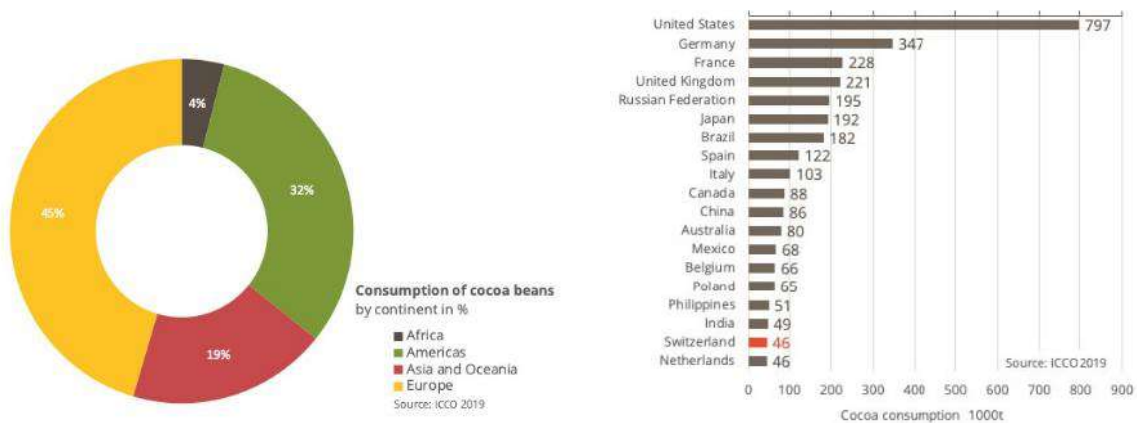 4%
32%
45%
19%
Consumption of cocoa beans
by continent in %
Africa
Americas
Asia and Oceania
Europe
Source: ICCO 2019
United States 797
Germany 347
France 228
United Kingdom 221
Russian Federation 195
Japan 192
Brazil 182
Spain 122
Italy 103
Canada 88
China 86
Australia 80
Mexico 68
Belgium 66
Poland 65
Philippines 51
India 49
Switzerland 46
Netherlands 46
Source: ICCO2019
0 100 200 300 400 500 600 700 800 900
Cocoa consumption 1000t